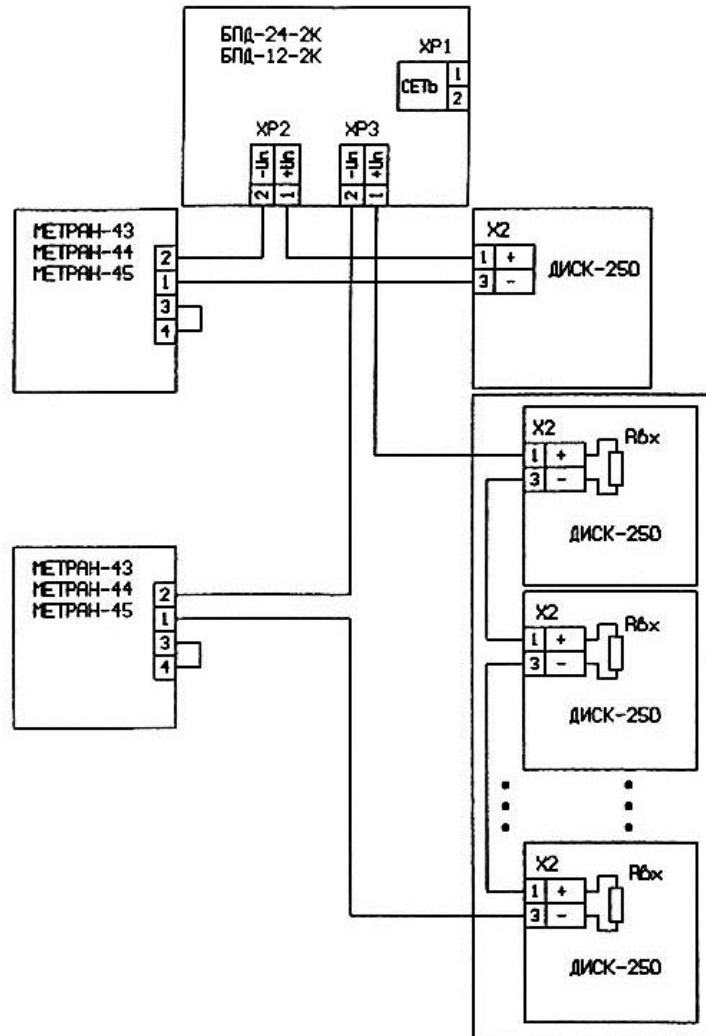 БПД-24-2К
БПД-12-2К
XP1
СЕТЬ
1
2
XP2
XP3
-Uп
+Uп
-Uп
+Uп
2
1
2
1
МЕТРАН-43
МЕТРАН-44
МЕТРАН-45
2
1
3
4
X2
1 +
3 -
ДИСК-250
X2
1 +
3 -
Rвх
ДИСК-250
МЕТРАН-43
МЕТРАН-44
МЕТРАН-45
2
1
3
4
X2
1 +
3 -
Rвх
ДИСК-250
X2
1 +
3 -
Rвх
ДИСК-250